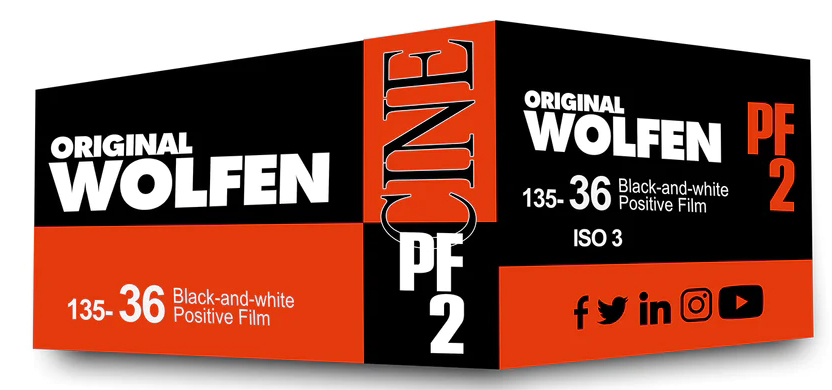 ORIGINAL
WOLFEN
135-36 Black-and-white
Positive Film
CINE
PF
2
ORIGINAL
WOLFEN
PF
2
135-36 Black-and-white
Positive Film
ISO 3